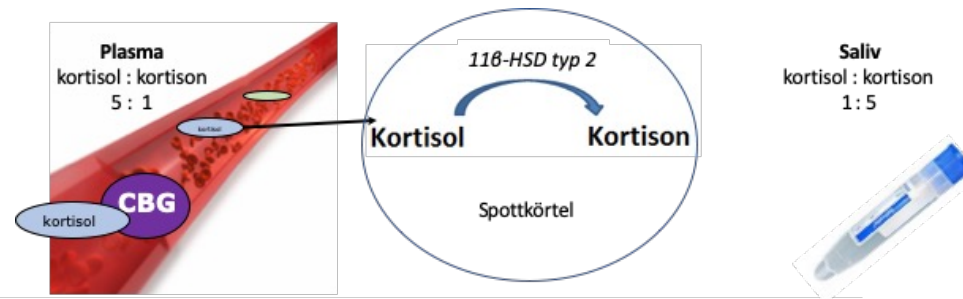 Plasma
kortisol : kortison
5 : 1
kortisol
CBG
kortisol
11β-HSD typ 2
Kortisol
Kortison
Spottkörtel
Saliv
kortisol : kortison
1 : 5